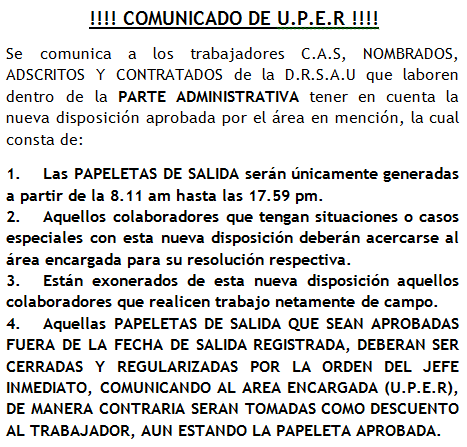 !!!! COMUNICADO DE U.P.E.R !!!!
Se comunica a los trabajadores C.A.S, NOMBRADOS,
ADSCRITOS Y CONTRATADOS de la D.R.S.A.U que laboren
dentro de la PARTE ADMINISTRATIVA tener en cuenta la
nueva disposición aprobada por el área en mención, la cual
consta de:
1. Las PAPELETAS DE SALIDA serán únicamente generadas
a partir de la 8.11 am hasta las 17.59 pm.
2. Aquellos colaboradores que tengan situaciones o casos
especiales con esta nueva disposición deberán acercarse al
área encargada para su resolución respectiva.
3. Están exonerados de esta nueva disposición aquellos
colaboradores que realicen trabajo netamente de campo.
4. Aquellas PAPELETAS DE SALIDA QUE SEAN APROBADAS
FUERA DE LA FECHA DE SALIDA REGISTRADA, DEBERAN SER
CERRADAS Y REGULARIZADAS POR LA ORDEN DEL JEFE
INMEDIATO, COMUNICANDO AL AREA ENCARGADA (U.P.E.R),
DE MANERA CONTRARIA SERAN TOMADAS COMO DESCUENTO
AL TRABAJADOR, AUN ESTANDO LA PAPELETA APROBADA.